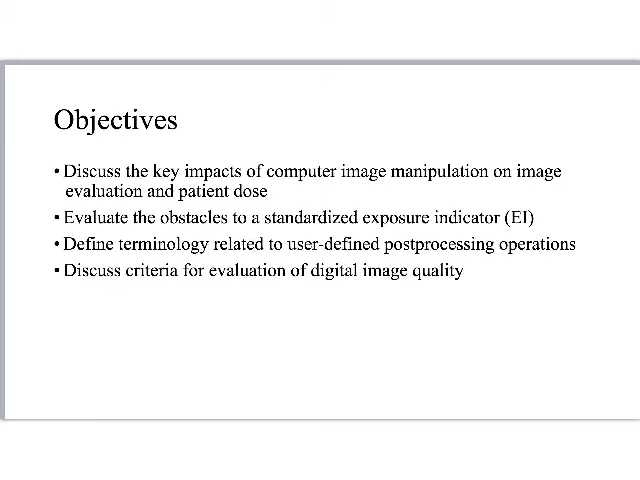 Objectives
• Discuss the key impacts of computer image manipulation on image
evaluation and patient dose
• Evaluate the obstacles to a standardized exposure indicator (EI)
• Define terminology related to user-defined postprocessing operations
• Discuss criteria for evaluation of digital image quality